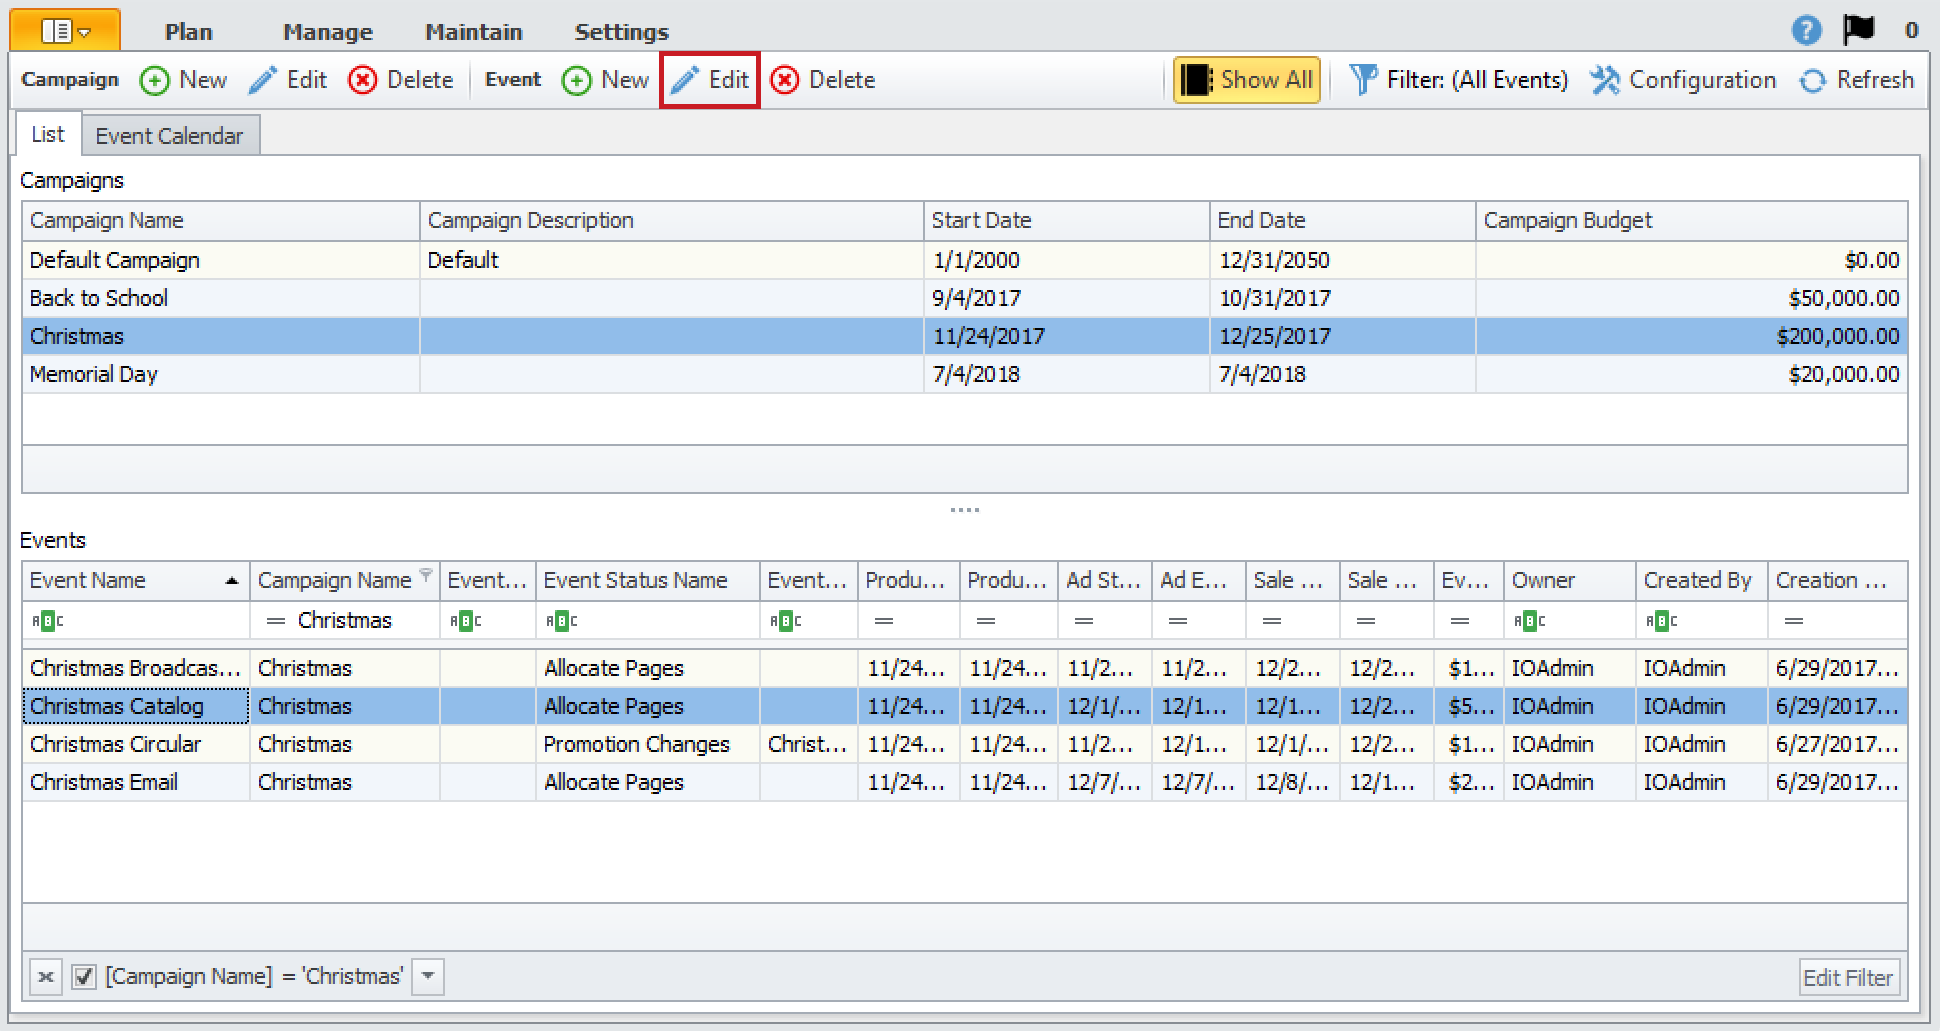 Plan Manage Maintain Settings ? 0
Campaign New Edit Delete Event New Edit Delete Show All Filter: (All Events) Configuration Refresh
List Event Calendar
Campaigns
Campaign Name Campaign Description Start Date End Date Campaign Budget
Default Campaign Default 1/1/2000 12/31/2050 $0.00
Back to School 9/4/2017 10/31/2017 $50,000.00
Christmas 11/24/2017 12/25/2017 $200,000.00
Memorial Day 7/4/2018 7/4/2018 $20,000.00
Events
Event Name Campaign Name Event... Event Status Name Event... Produ... Produ... Ad St... Ad E... Sale ... Sale ... Ev... Owner Created By Creation ...
ABC = Christmas ABC ABC ABC = = = = = = = ABC ABC =
Christmas Broadcas... Christmas Allocate Pages 11/24... 11/24... 11/2... 11/2... 12/2... 12/2... $1... IOAdmin IOAdmin 6/29/2017...
Christmas Catalog Christmas Allocate Pages 11/24... 11/24... 12/1/... 12/1... 12/1... 12/2... $5... IOAdmin IOAdmin 6/29/2017...
Christmas Circular Christmas Promotion Changes Christ... 11/24... 11/24... 11/2... 12/1... 12/1/... 12/2... $1... IOAdmin IOAdmin 6/27/2017...
Christmas Email Christmas Allocate Pages 11/24... 11/24... 12/7/... 12/7/... 12/8/... 12/1... $2... IOAdmin IOAdmin 6/29/2017...
[Campaign Name] = 'Christmas' Edit Filter